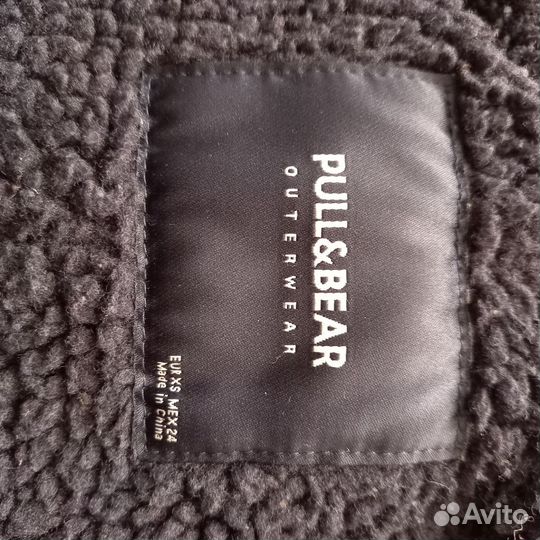 PULL&BEAR
OUTERWEAR
EUR XS MEX 24
Made in China
Avito